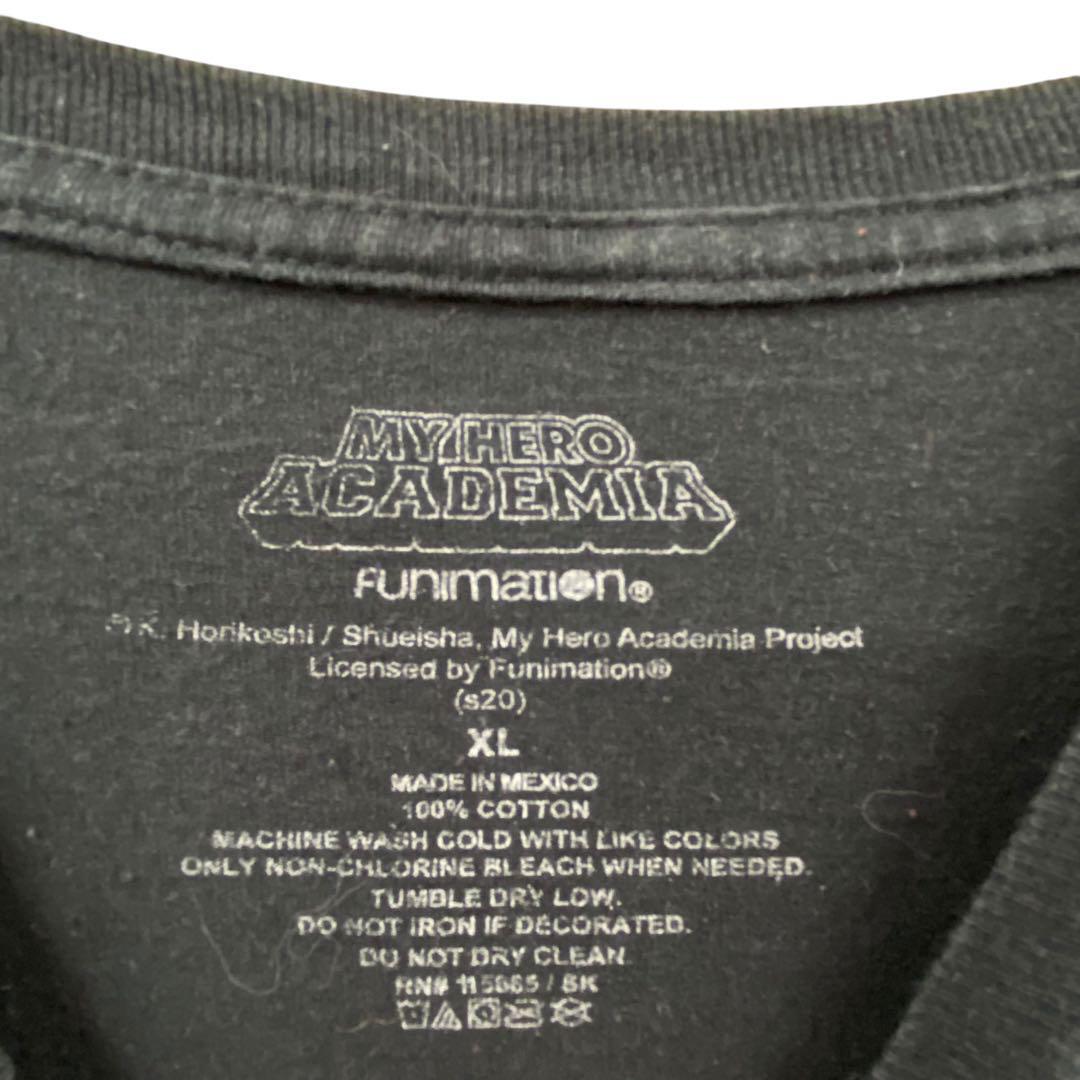 MY HERO
ACADEMIA
FUNIMATION®
© K. Horikoshi / Shueisha, My Hero Academia Project
Licensed by Funimation®
(s20)
XL
MADE IN MEXICO
100% COTTON
MACHINE WASH COLD WITH LIKE COLORS
ONLY NON-CHLORINE BLEACH WHEN NEEDED.
TUMBLE DRY LOW.
DO NOT IRON IF DECORATED.
DO NOT DRY CLEAN.
RN#